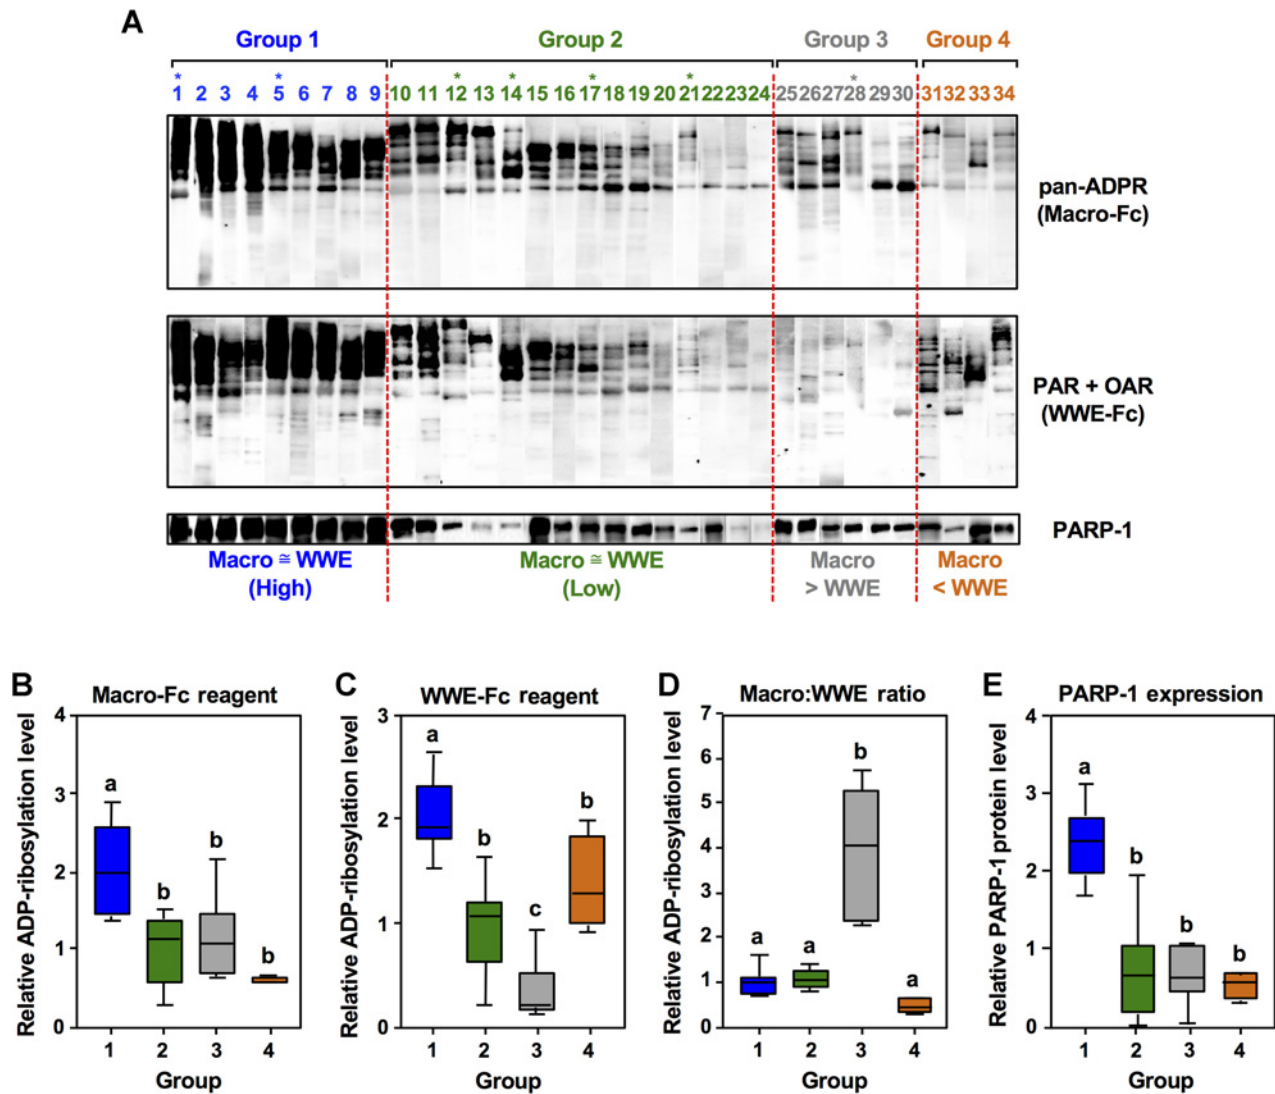 A
Group 1 Group 2 Group 3 Group 4
* * * * * * *
1 2 3 4 5 6 7 8 9 10 11 12 13 14 15 16 17 18 19 20 21 22 23 24 25 26 27 28 29 30 31 32 33 34
pan-ADPR
(Macro-Fc)
PAR + OAR
(WWE-Fc)
PARP-1
Macro ≅ WWE Macro ≅ WWE Macro Macro
(High) (Low) > WWE < WWE
B
Macro-Fc reagent
Relative ADP-ribosylation level
4
3
2
1
0
a
b
b
b
1 2 3 4
Group
C
WWE-Fc reagent
Relative ADP-ribosylation level
3
2
1
0
a
b
c
b
1 2 3 4
Group
D
Macro:WWE ratio
Relative ADP-ribosylation level
7
6
5
4
3
2
1
0
a
a
b
a
1 2 3 4
Group
E
PARP-1 expression
Relative PARP-1 protein level
4
3
2
1
0
a
b
b
b
1 2 3 4
Group